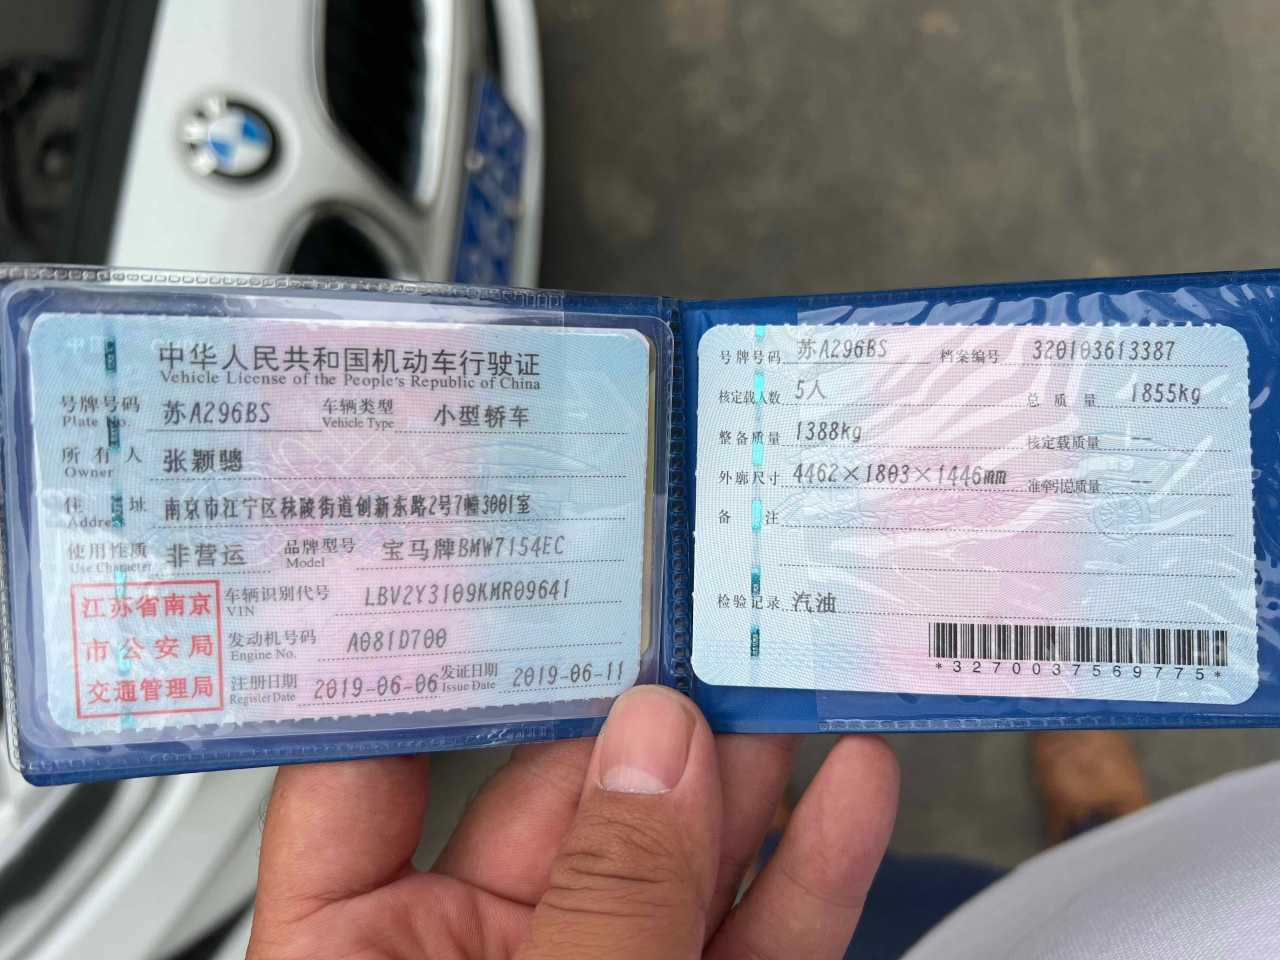 中华人民共和国机动车行驶证
Vehicle License of the People's Republic of China
号牌号码 苏A296BS 车辆类型 小型轿车
Plate No. Vehicle Type
所有人 张颖骢
Owner
住址 南京市江宁区秣陵街道创新东路2号7幢3001室
Address
使用性质 非营运 品牌型号 宝马牌BMW7154EC
Use Character Model
江苏省南京
市公安局
交通管理局
车辆识别代号 LBV2Y3109KMR09641
VIN
发动机号码 A081D700
Engine No.
注册日期 2019-06-06 发证日期 2019-06-11
Register Date Issue Date
号牌号码 苏A296BS 档案编号 320103613387
核定载人数 5人 总质量 1855kg
整备质量 1388kg 核定载质量 --
外廓尺寸 4462×1803×1446mm 准牵引总质量 --
备注
检验记录 汽油
*3270037569775*